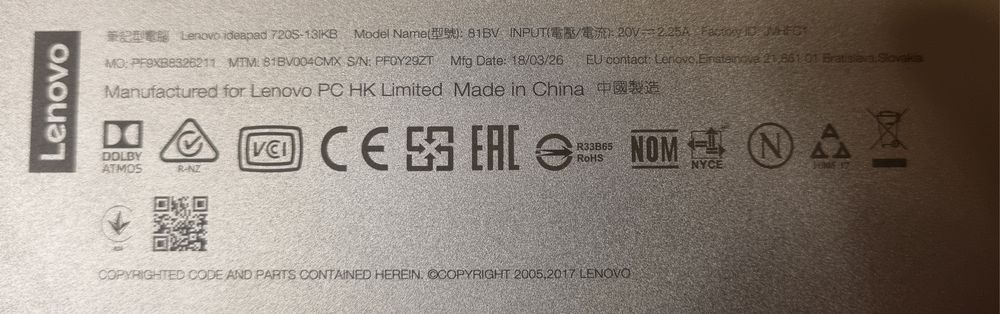 Lenovo
筆記型電腦 Lenovo ideapad 720S-13IKB Model Name(型號): 81BV INPUT(電壓/電流): 20V⎓2.25A Factory ID: JMHFC1
MO: PF9XB8326211 MTM: 81BV004CMX S/N: PF0Y29ZT Mfg Date: 18/03/26 EU contact: Lenovo,Einsteinova 21,851 01 Bratislava,Slovakia
Manufactured for Lenovo PC HK Limited Made in China 中國製造
DOLBY ATMOS
R-NZ
VCI
CE
EAC
R33B65 RoHS
NOM
NYCE
N
COPYRIGHTED CODE AND PARTS CONTAINED HEREIN. ©COPYRIGHT 2005,2017 LENOVO